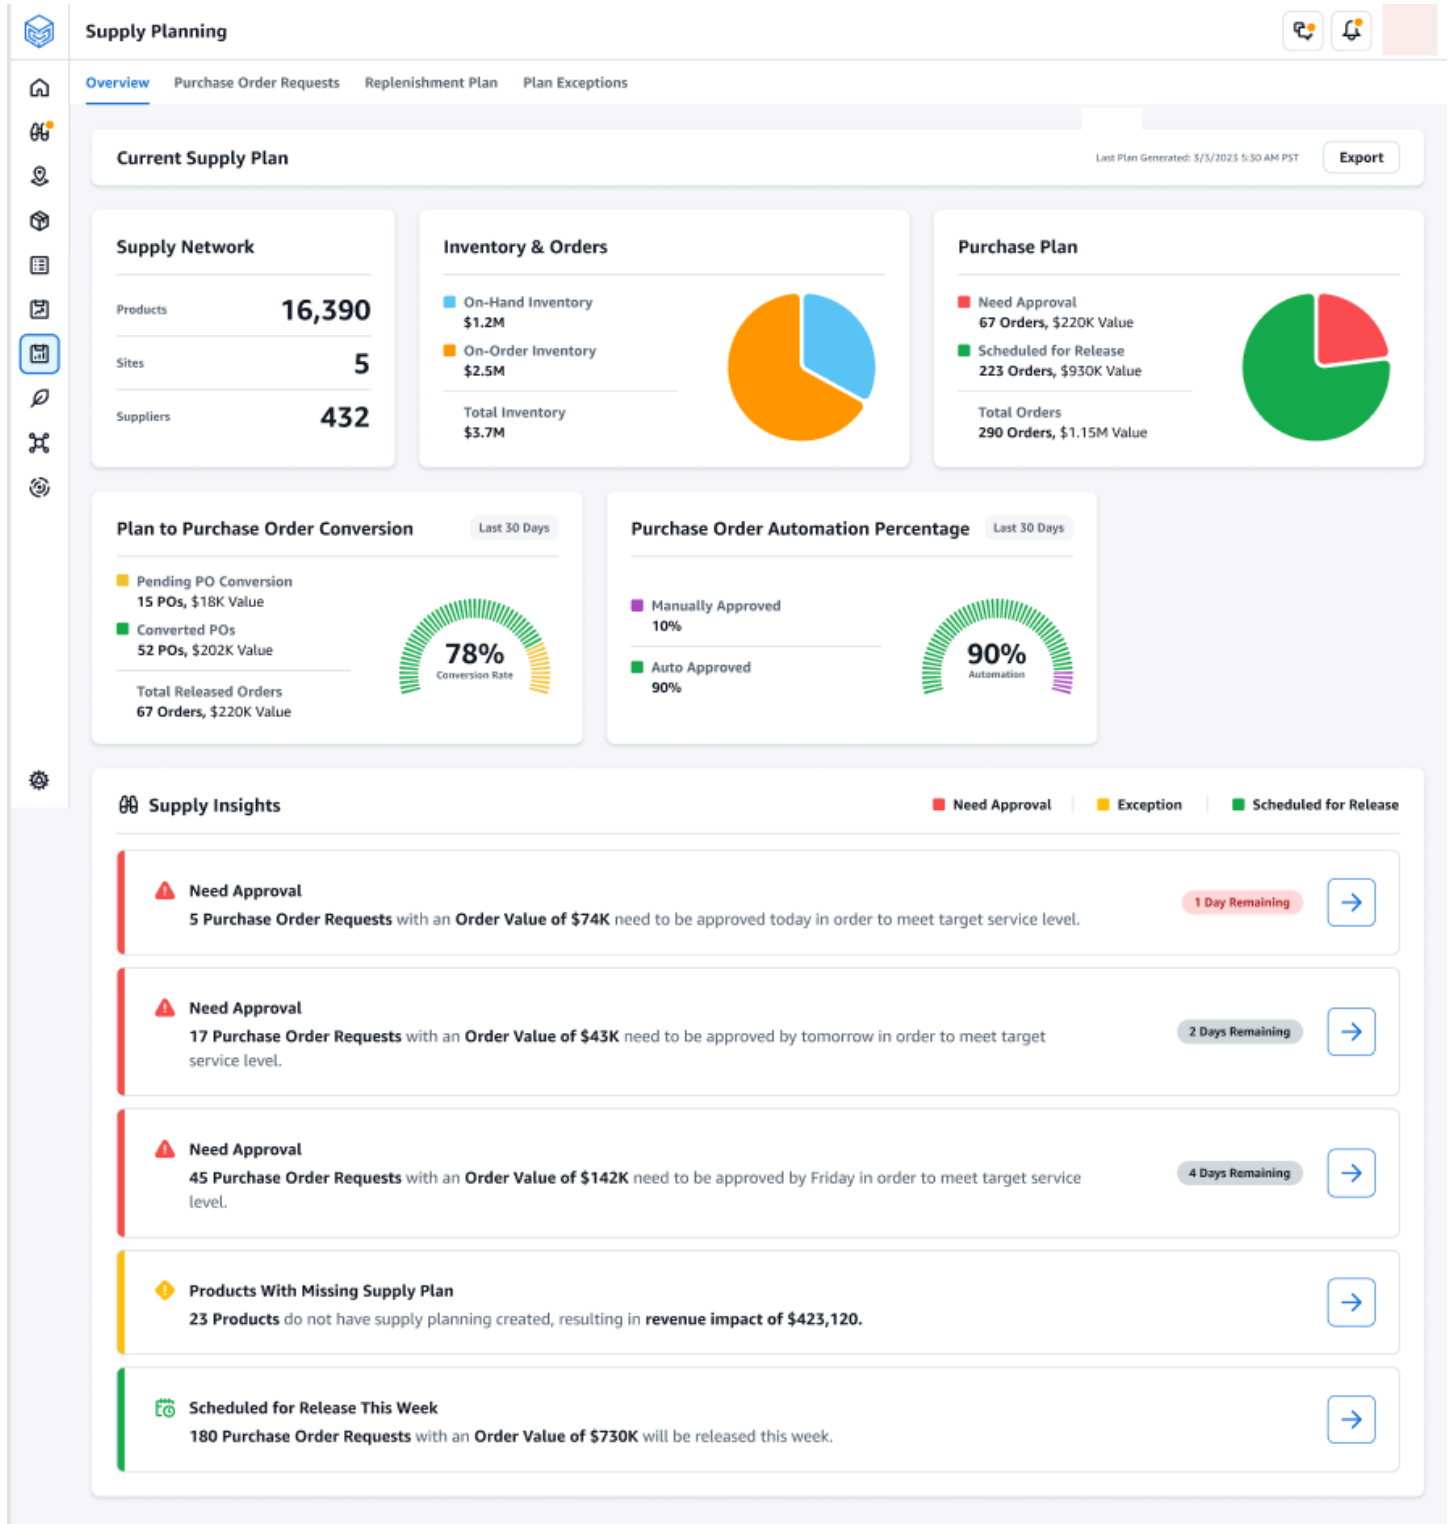 Supply Planning
Overview
Purchase Order Requests
Replenishment Plan
Plan Exceptions
Current Supply Plan
Last Plan Generated: 3/3/2023 5:30 AM PST
Export
Supply Network
Products 16,390
Sites 5
Suppliers 432
Inventory & Orders
On-Hand Inventory
$1.2M
On-Order Inventory
$2.5M
Total Inventory
$3.7M
Purchase Plan
Need Approval
67 Orders, $220K Value
Scheduled for Release
223 Orders, $930K Value
Total Orders
290 Orders, $1.15M Value
Plan to Purchase Order Conversion
Last 30 Days
Pending PO Conversion
15 POs, $18K Value
Converted POs
52 POs, $202K Value
Total Released Orders
67 Orders, $220K Value
78%
Conversion Rate
Purchase Order Automation Percentage
Last 30 Days
Manually Approved
10%
Auto Approved
90%
90%
Automation
Supply Insights
Need Approval
Exception
Scheduled for Release
Need Approval
5 Purchase Order Requests with an Order Value of $74K need to be approved today in order to meet target service level.
1 Day Remaining
Need Approval
17 Purchase Order Requests with an Order Value of $43K need to be approved by tomorrow in order to meet target
service level.
2 Days Remaining
Need Approval
45 Purchase Order Requests with an Order Value of $142K need to be approved by Friday in order to meet target service
level.
4 Days Remaining
Products With Missing Supply Plan
23 Products do not have supply planning created, resulting in revenue impact of $423,120.
Scheduled for Release This Week
180 Purchase Order Requests with an Order Value of $730K will be released this week.